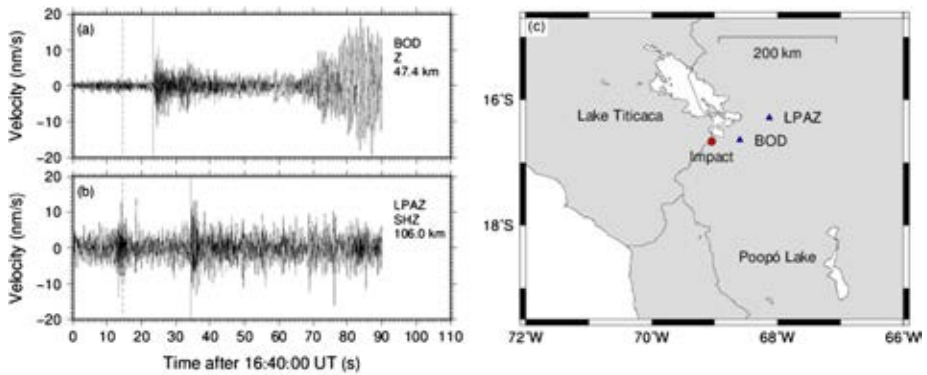 (a)
BOD
Z
47.4 km
Velocity (nm/s)
20
10
0
−10
−20
(b)
LPAZ
SHZ
106.0 km
Velocity (nm/s)
20
10
0
−10
−20
0 10 20 30 40 50 60 70 80 90 100 110
Time after 16:40:00 UT (s)
(c)
200 km
16˚S
Lake Titicaca
LPAZ
BOD
Impact
18˚S
Poopó Lake
72˚W 70˚W 68˚W 66˚W